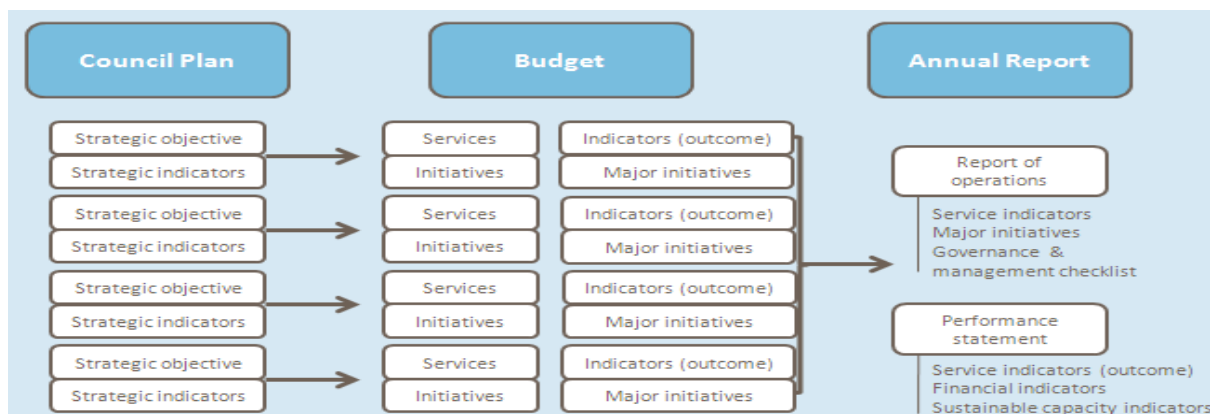 Council Plan
Budget
Annual Report
Strategic objective
Strategic indicators
Services
Initiatives
Indicators (outcome)
Major initiatives
Strategic objective
Strategic indicators
Services
Initiatives
Indicators (outcome)
Major initiatives
Strategic objective
Strategic indicators
Services
Initiatives
Indicators (outcome)
Major initiatives
Strategic objective
Strategic indicators
Services
Initiatives
Indicators (outcome)
Major initiatives
Report of
operations
Service indicators
Major initiatives
Governance &
management checklist
Performance
statement
Service indicators (outcome)
Financial indicators
Sustainable capacity indicators